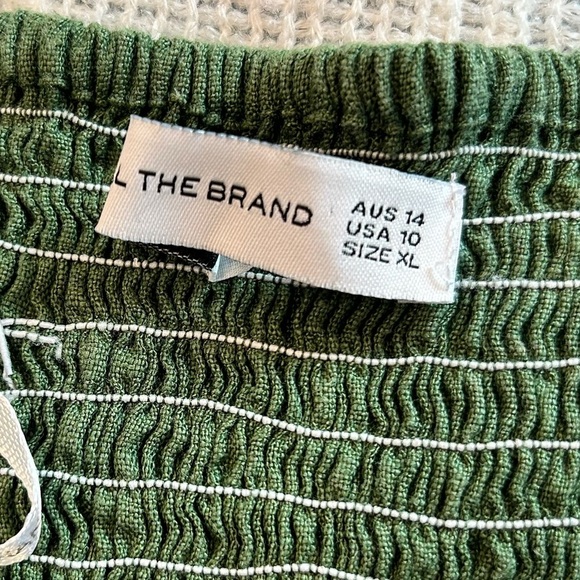 L THE BRAND
AUS 14
USA 10
SIZE XL